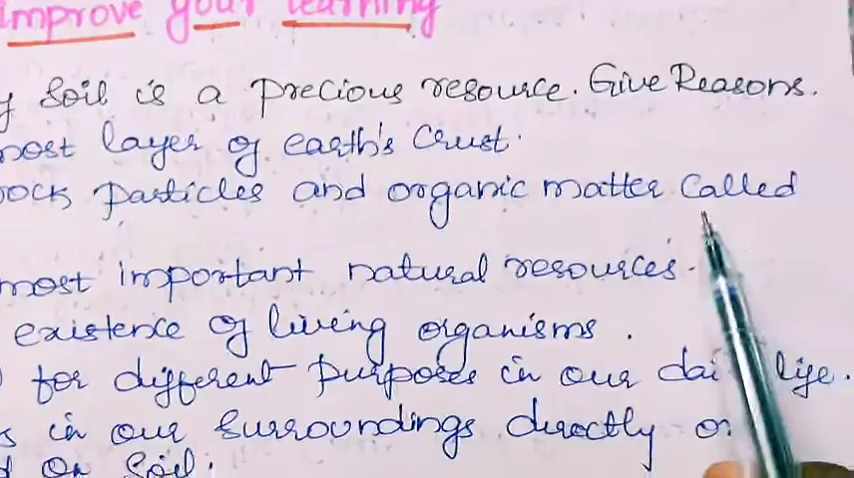 improve your learning
soil is a precious resource. Give Reasons.
most layer of earth's crust.
rock particles and organic matter called
most important natural resources.
existence of living organisms.
for different purposes in our life.
in our surroundings directly or
on soil.